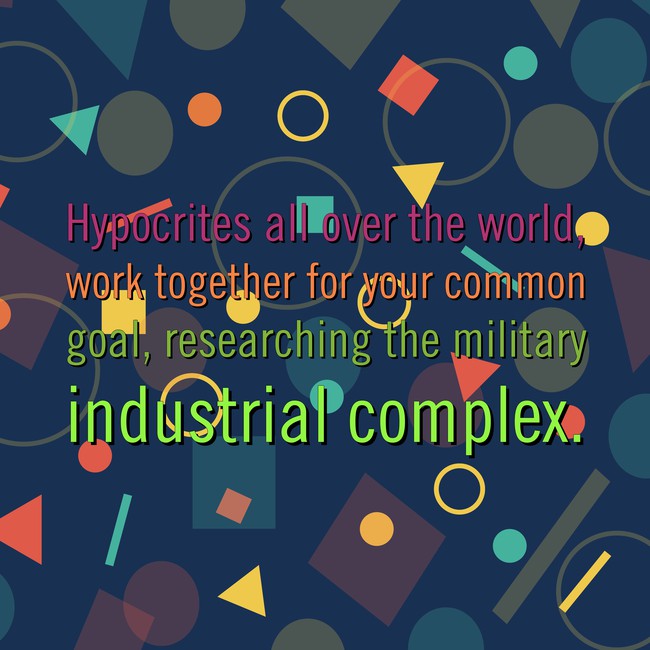 Hypocrites all over the world,
work together for your common
goal, researching the military
industrial complex.